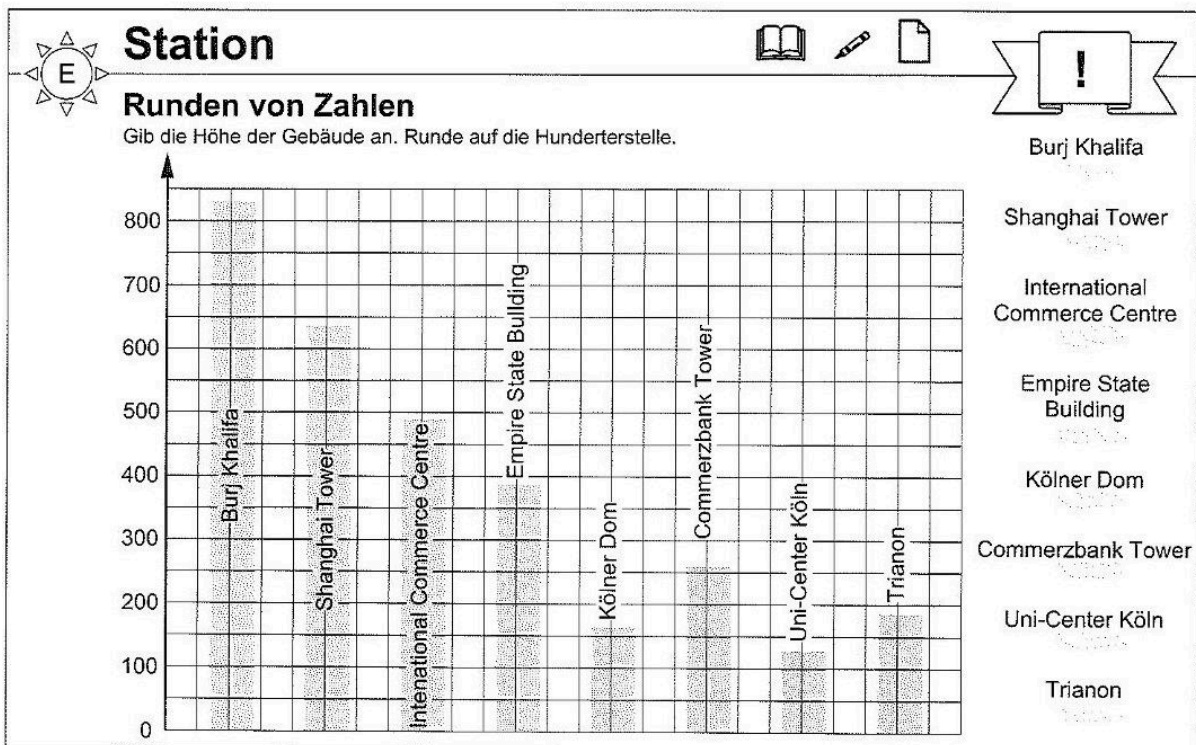 E
Station
!
Runden von Zahlen
Gib die Höhe der Gebäude an. Runde auf die Hunderterstelle.
800
700
600
500
400
300
200
100
0
Burj Khalifa
Shanghai Tower
Intenational Commerce Centre
Empire State Building
Kölner Dom
Commerzbank Tower
Uni-Center Köln
Trianon
Burj Khalifa
Shanghai Tower
International
Commerce Centre
Empire State
Building
Kölner Dom
Commerzbank Tower
Uni-Center Köln
Trianon